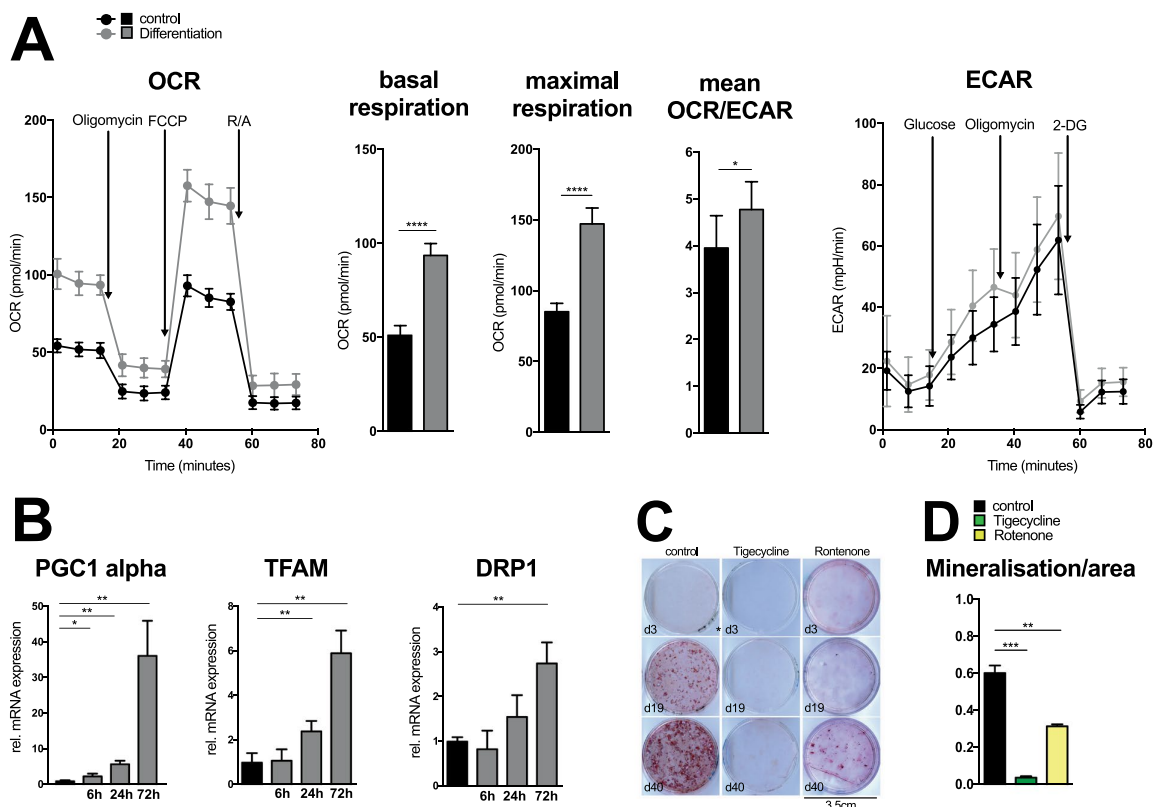 control
Differentiation
A
OCR
Oligomycin FCCP R/A
200
150
100
50
0
OCR (pmol/min)
0 20 40 60 80
Time (minutes)
basal
respiration
****
150
100
50
0
OCR (pmol/min)
maximal
respiration
****
200
150
100
50
0
OCR (pmol/min)
mean
OCR/ECAR
*
6
5
4
3
2
1
0
ECAR
Glucose Oligomycin 2-DG
100
80
60
40
20
0
ECAR (mpH/min)
0 20 40 60 80
Time (minutes)
B
PGC1 alpha
**
**
*
50
40
30
20
10
0
rel. mRNA expression
6h 24h 72h
TFAM
**
**
8
6
4
2
0
rel. mRNA expression
6h 24h 72h
DRP1
**
4
3
2
1
0
rel. mRNA expression
6h 24h 72h
C
control Tigecycline Rontenone
d3 * d3 d3
d19 d19 d19
d40 d40 d40
3.5cm
D
control
Tigecycline
Rotenone
Mineralisation/area
**
***
1.0
0.8
0.6
0.4
0.2
0.0